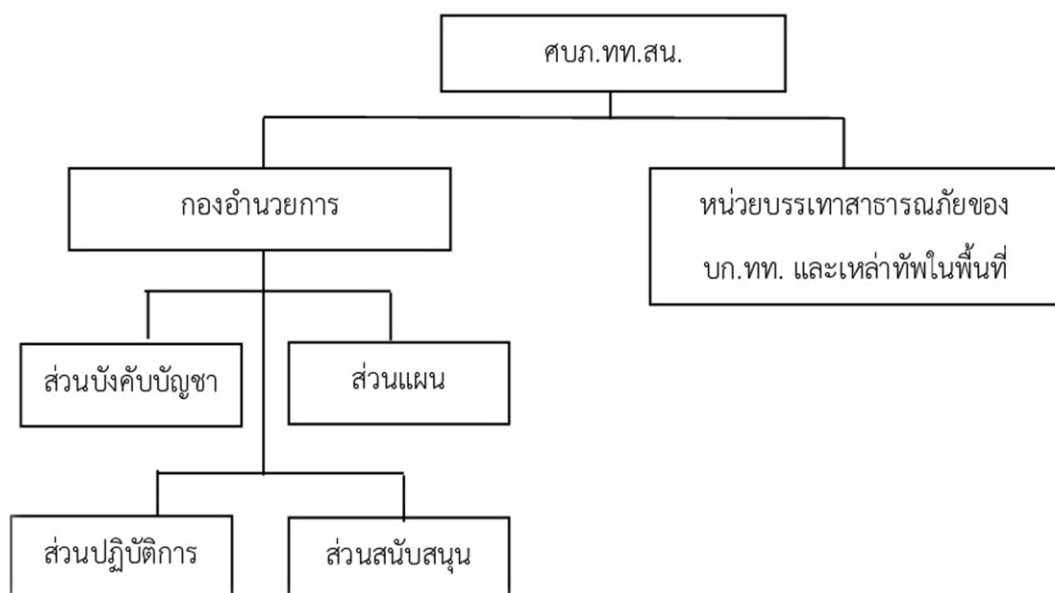 ศบภ.ทท.สน.
กองอำนวยการ
หน่วยบรรเทาสาธารณภัยของ
บก.ทท. และเหล่าทัพในพื้นที่
ส่วนบังคับบัญชา
ส่วนแผน
ส่วนปฏิบัติการ
ส่วนสนับสนุน